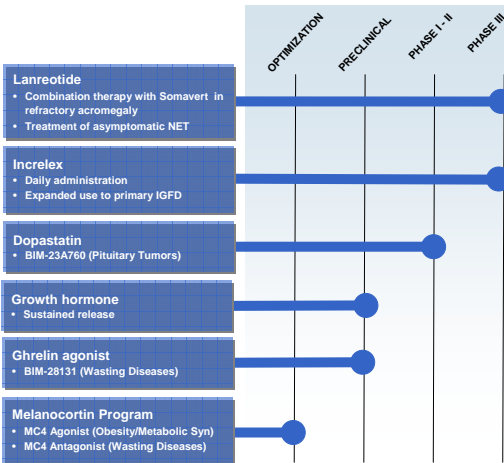 OPTIMIZATION
PRECLINICAL
PHASE I - II
PHASE III
Lanreotide
• Combination therapy with Somavert in
refractory acromegaly
• Treatment of asymptomatic NET
Increlex
• Daily administration
• Expanded use to primary IGFD
Dopastatin
• BIM-23A760 (Pituitary Tumors)
Growth hormone
• Sustained release
Ghrelin agonist
• BIM-28131 (Wasting Diseases)
Melanocortin Program
• MC4 Agonist (Obesity/Metabolic Syn)
• MC4 Antagonist (Wasting Diseases)